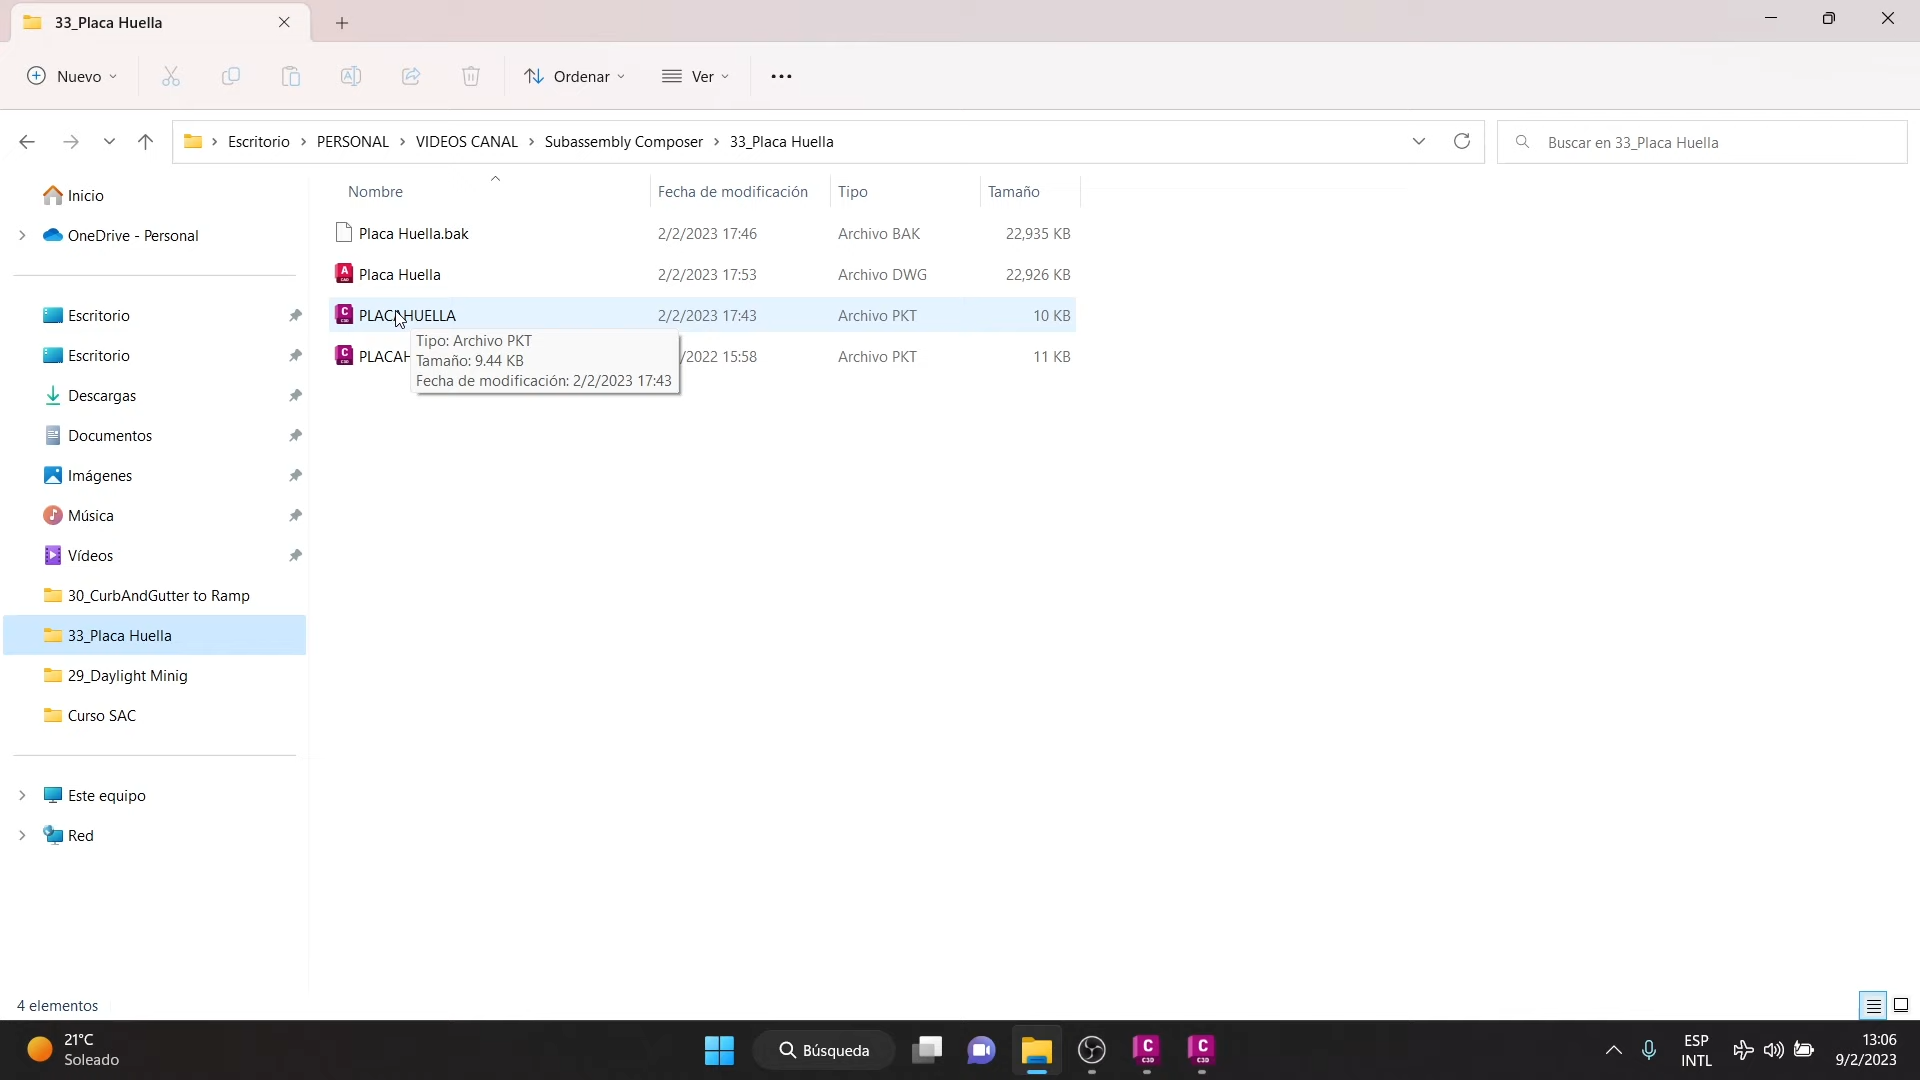 33_Placa Huella
Nuevo
Ordenar
Ver
Escritorio > PERSONAL > VIDEOS CANAL > Subassembly Composer > 33_Placa Huella
Buscar en 33_Placa Huella
Nombre Fecha de modificación Tipo Tamaño
Placa Huella.bak 2/2/2023 17:46 Archivo BAK 22,935 KB
Placa Huella 2/2/2023 17:53 Archivo DWG 22,926 KB
PLACAHUELLA 2/2/2023 17:43 Archivo PKT 10 KB
PLACAH /2022 15:58 Archivo PKT 11 KB
Tipo: Archivo PKT
Tamaño: 9.44 KB
Fecha de modificación: 2/2/2023 17:43
Inicio
OneDrive - Personal
Escritorio
Escritorio
Descargas
Documentos
Imágenes
Música
Vídeos
30_CurbAndGutter to Ramp
33_Placa Huella
29_Daylight Minig
Curso SAC
Este equipo
Red
4 elementos
21°C
Soleado
Búsqueda
ESP
INTL
13:06
9/2/2023